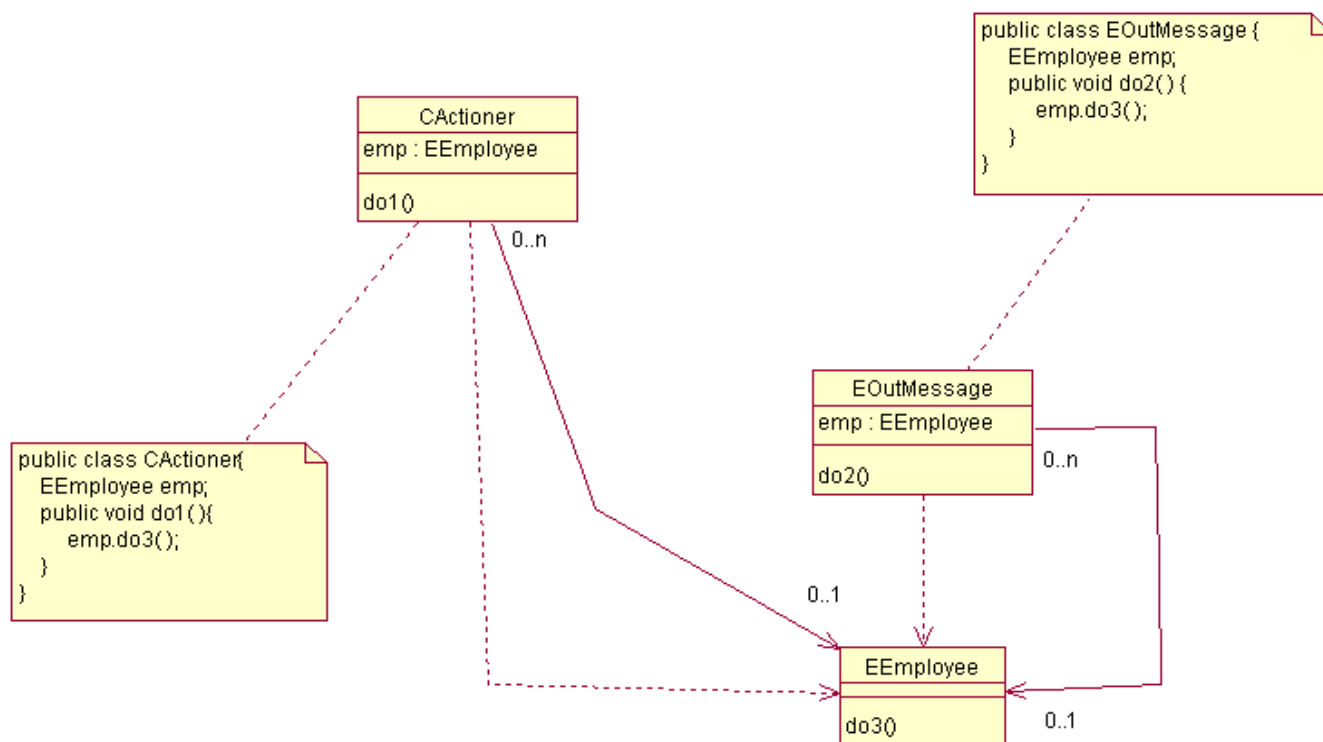 public class EOutMessage {
EEmployee emp;
public void do2() {
emp.do3();
}
}
CActioner
emp : EEmployee
do1()
0..n
EOutMessage
emp : EEmployee
do2()
0..n
public class CActioner{
EEmployee emp;
public void do1(){
emp.do3();
}
}
0..1
EEmployee
do3()
0..1